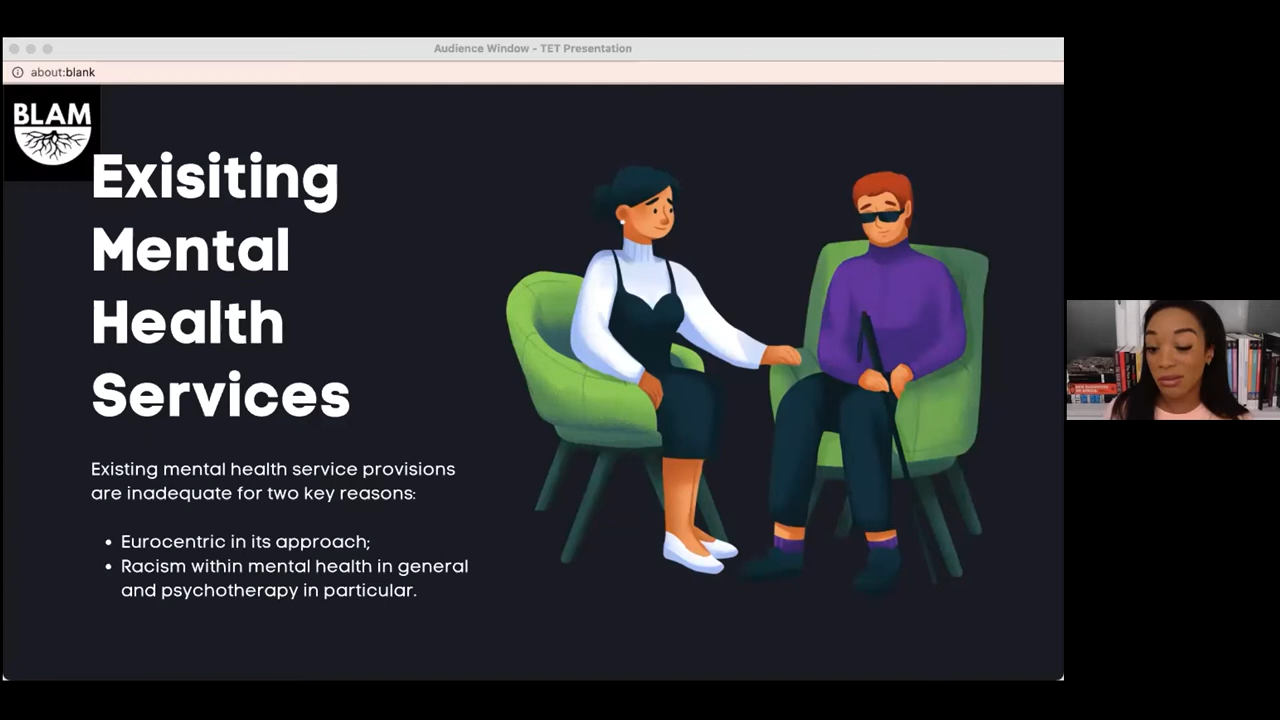 Audience Window - TET Presentation
about:blank
BLAM
Exisiting
Mental
Health
Services
Existing mental health service provisions
are inadequate for two key reasons:
• Eurocentric in its approach;
• Racism within mental health in general
and psychotherapy in particular.